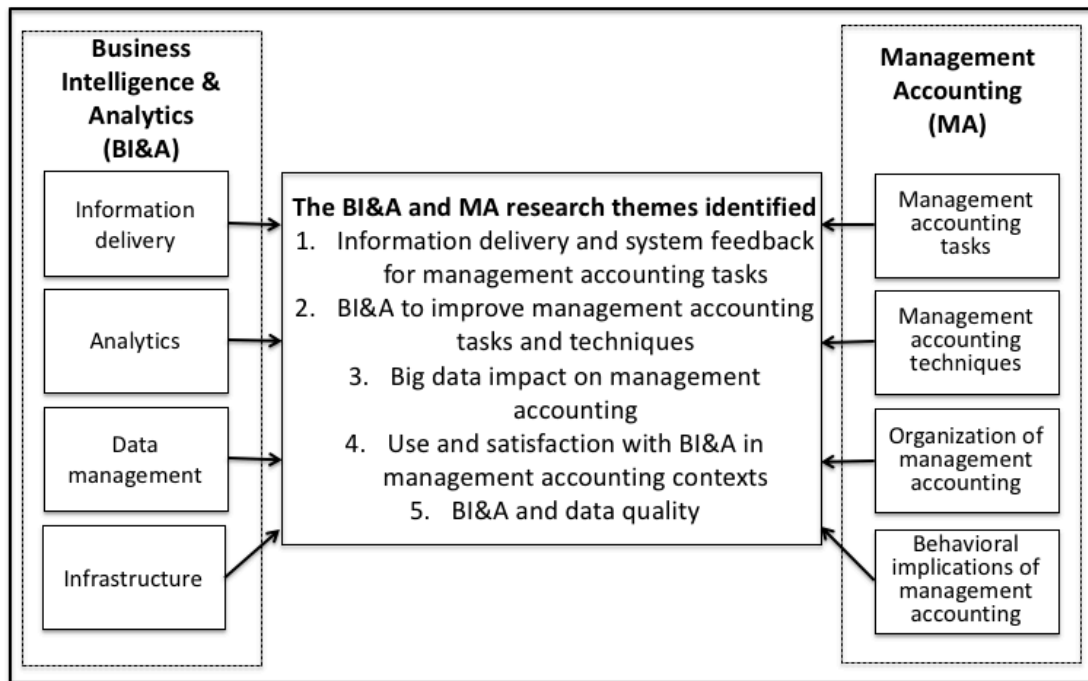 Business
Intelligence &
Analytics
(BI&A)
Information
delivery
Analytics
Data
management
Infrastructure
The BI&A and MA research themes identified
1. Information delivery and system feedback
for management accounting tasks
2. BI&A to improve management accounting
tasks and techniques
3. Big data impact on management
accounting
4. Use and satisfaction with BI&A in
management accounting contexts
5. BI&A and data quality
Management
Accounting
(MA)
Management
accounting
tasks
Management
accounting
techniques
Organization of
management
accounting
Behavioral
implications of
management
accounting